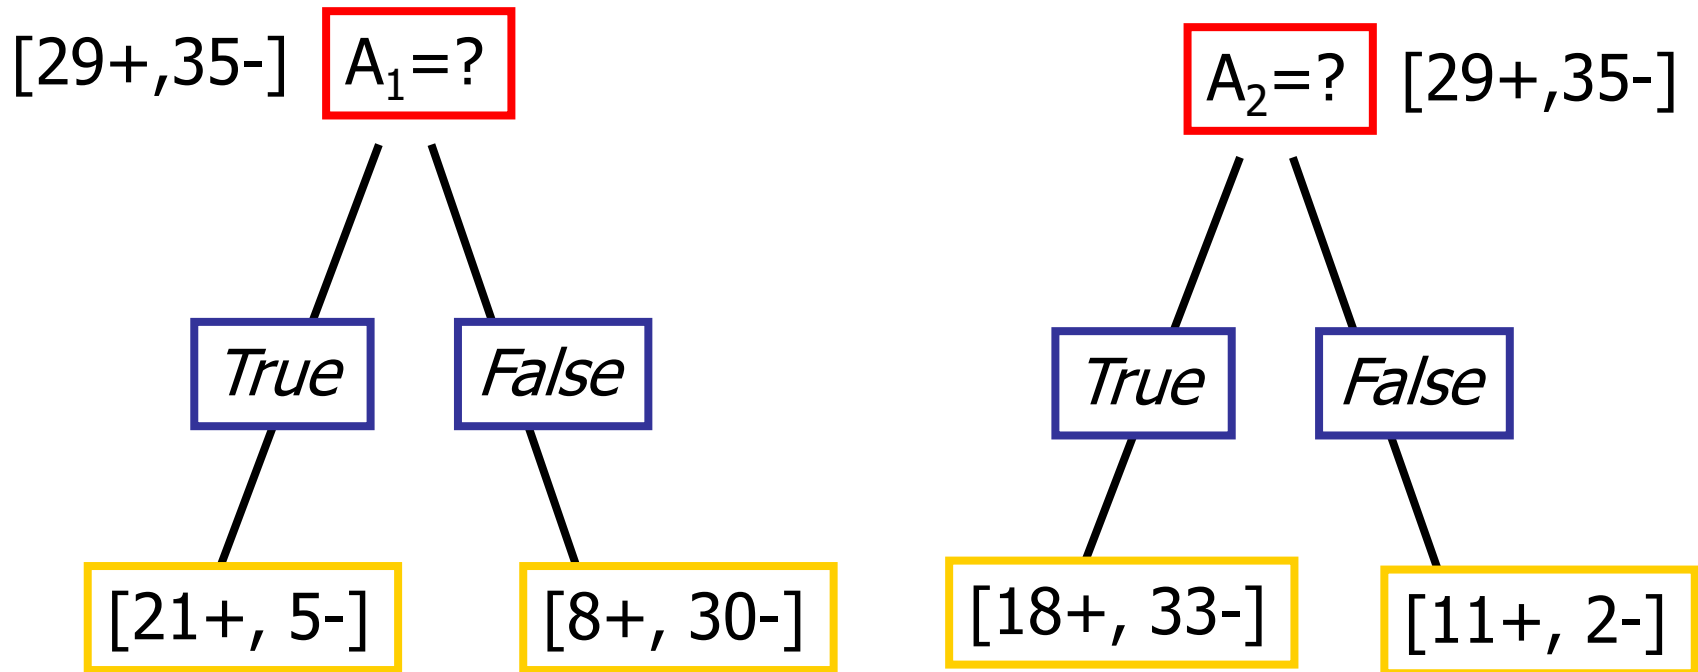 [29+,35-] A₁=?
True False
[21+, 5-] [8+, 30-]
A₂=? [29+,35-]
True False
[18+, 33-] [11+, 2-]